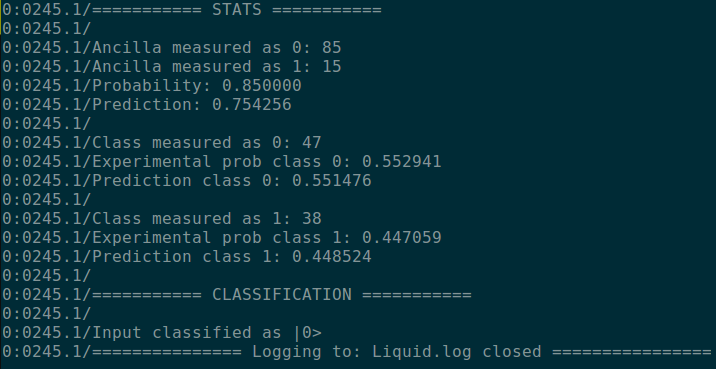 0:0245.1/=========== STATS ===========
0:0245.1/
0:0245.1/Ancilla measured as 0: 85
0:0245.1/Ancilla measured as 1: 15
0:0245.1/Probability: 0.850000
0:0245.1/Prediction: 0.754256
0:0245.1/
0:0245.1/Class measured as 0: 47
0:0245.1/Experimental prob class 0: 0.552941
0:0245.1/Prediction class 0: 0.551476
0:0245.1/
0:0245.1/Class measured as 1: 38
0:0245.1/Experimental prob class 1: 0.447059
0:0245.1/Prediction class 1: 0.448524
0:0245.1/
0:0245.1/=========== CLASSIFICATION ===========
0:0245.1/
0:0245.1/Input classified as |0>
0:0245.1/=============== Logging to: Liquid.log closed ================